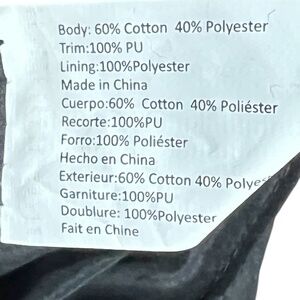 Body: 60% Cotton 40% Polyester
Trim:100% PU
Lining:100%Polyester
Made in China
Cuerpo:60% Cotton 40% Poliéster
Recorte:100%PU
Forro:100% Poliéster
Hecho en China
Exterieur:60% Cotton 40%
Garniture:100%PU
Doublure: 100%Polyester
Fait en Chine